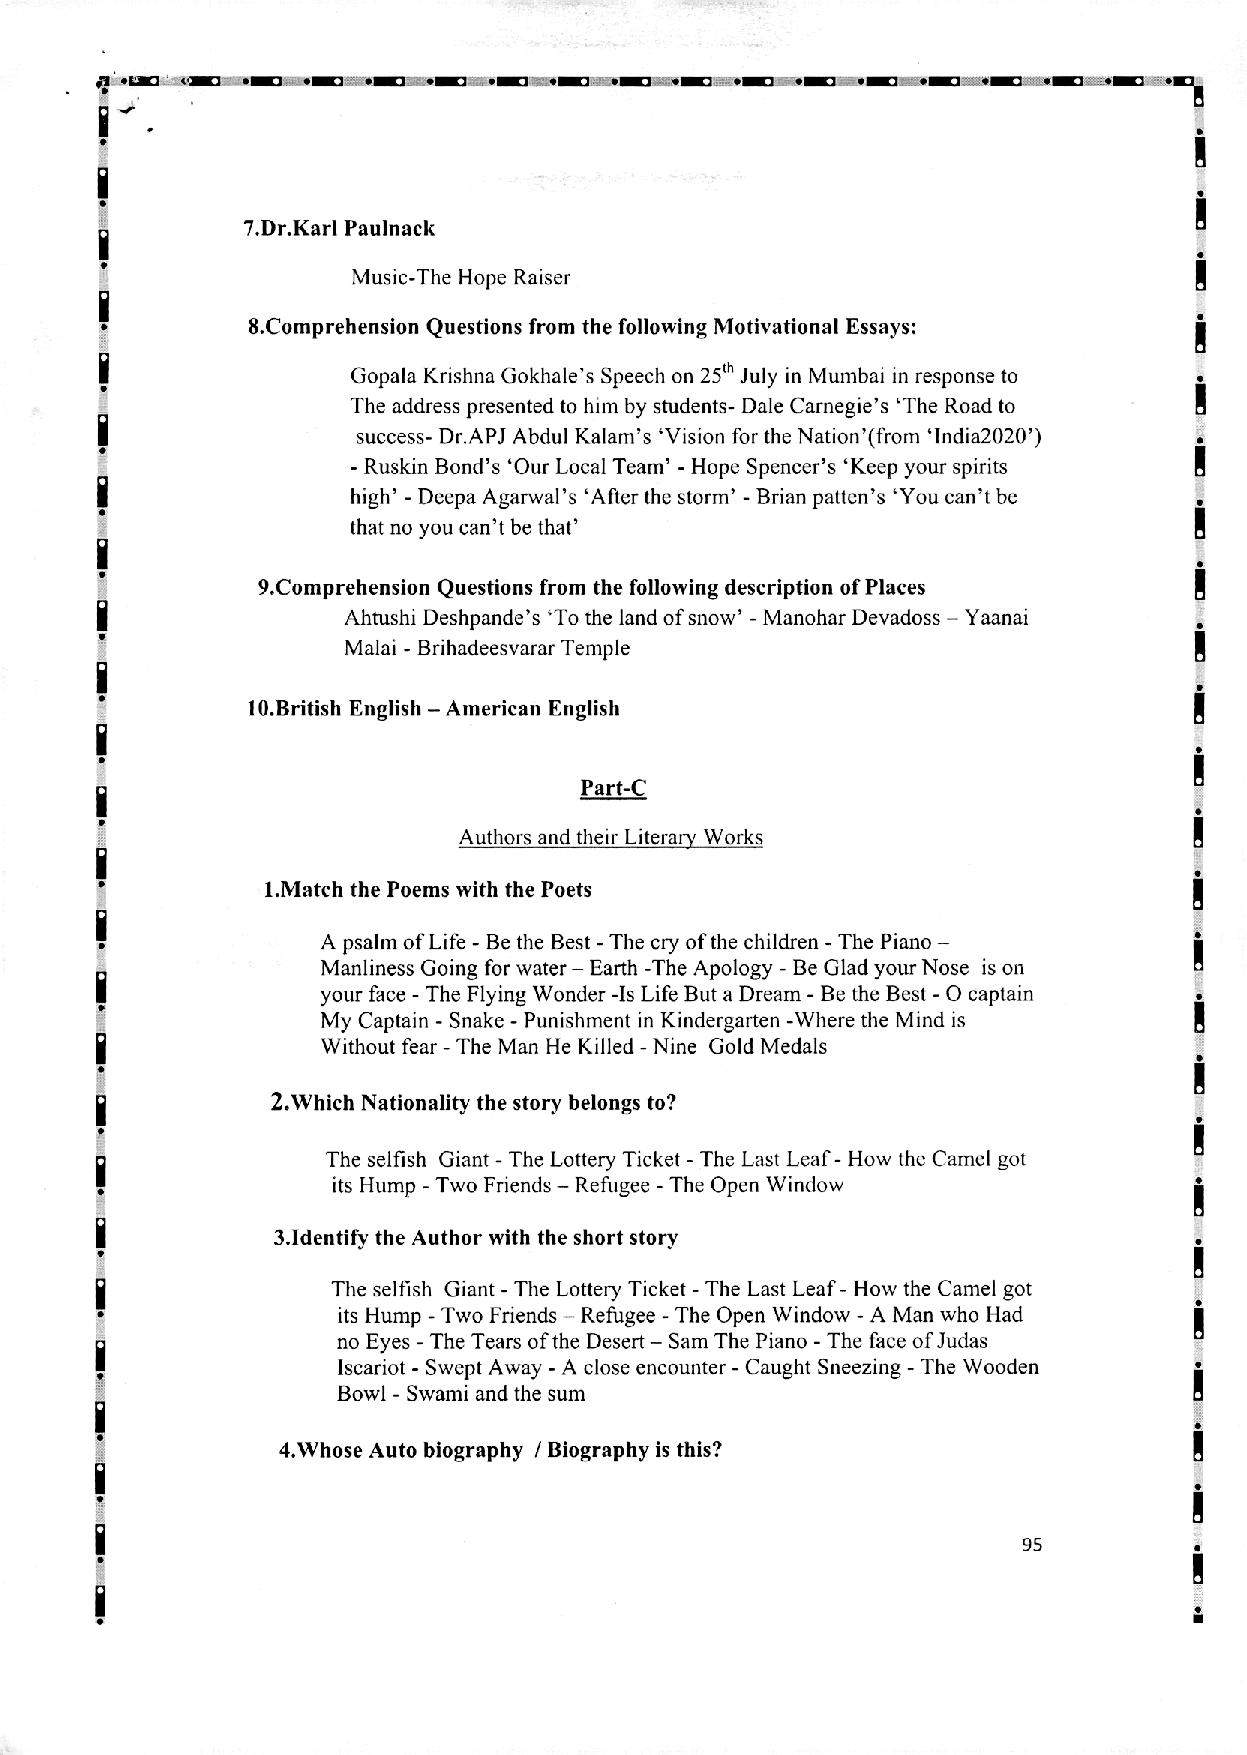 7.Dr.Karl Paulnack
Music-The Hope Raiser
8.Comprehension Questions from the following Motivational Essays:
Gopala Krishna Gokhale's Speech on 25th July in Mumbai in response to
The address presented to him by students- Dale Carnegie's 'The Road to
success- Dr.APJ Abdul Kalam's 'Vision for the Nation'(from 'India2020')
- Ruskin Bond's 'Our Local Team' - Hope Spencer's 'Keep your spirits
high' - Deepa Agarwal's 'After the storm' - Brian patten's 'You can't be
that no you can't be that'
9.Comprehension Questions from the following description of Places
Ahtushi Deshpande's 'To the land of snow' - Manohar Devadoss – Yaanai
Malai - Brihadeesvarar Temple
10.British English – American English
Part-C
Authors and their Literary Works
1.Match the Poems with the Poets
A psalm of Life - Be the Best - The cry of the children - The Piano –
Manliness Going for water – Earth -The Apology - Be Glad your Nose is on
your face - The Flying Wonder -Is Life But a Dream - Be the Best - O captain
My Captain - Snake - Punishment in Kindergarten -Where the Mind is
Without fear - The Man He Killed - Nine Gold Medals
2.Which Nationality the story belongs to?
The selfish Giant - The Lottery Ticket - The Last Leaf - How the Camel got
its Hump - Two Friends – Refugee - The Open Window
3.Identify the Author with the short story
The selfish Giant - The Lottery Ticket - The Last Leaf - How the Camel got
its Hump - Two Friends – Refugee - The Open Window - A Man who Had
no Eyes - The Tears of the Desert – Sam The Piano - The face of Judas
Iscariot - Swept Away - A close encounter - Caught Sneezing - The Wooden
Bowl - Swami and the sum
4.Whose Auto biography / Biography is this?
95